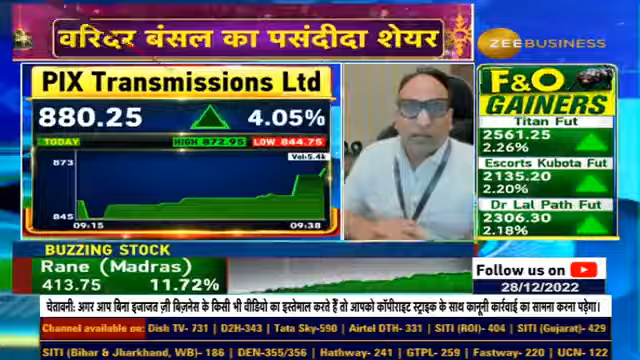 वरिंदर बंसल का पसंदीदा शेयर
ZEE BUSINESS
PIX Transmissions Ltd
880.25 4.05%
TODAY HIGH 872.95 LOW 844.75
Vol:5.4k
873
845
09:15 09:38
F&O
GAINERS
Titan Fut
2561.25
2.26%
Escorts Kubota Fut
2135.20
2.20%
Dr Lal Path Fut
2306.30
2.18%
BUZZING STOCK
Rane (Madras)
413.75 11.72%
Follow us on
28/12/2022
चेतावनी: अगर आप बिना इजाजत ज़ी बिज़नेस के किसी भी वीडियो का इस्तेमाल करते हैं तो आपको कॉपीराइट स्ट्राइक के साथ कानूनी कार्रवाई का सामना करना पड़ेगा।
Channel available on: Dish TV- 731 | D2H-343 | Tata Sky-590 | Airtel DTH- 331 | SITI (ROI)- 404 | SITI (Gujarat)- 429
SITI (Bihar & Jharkhand, WB)- 186 | DEN-355/356 | Hathway- 241 | GTPL- 259 | Fastway- 220 | UCN- 122